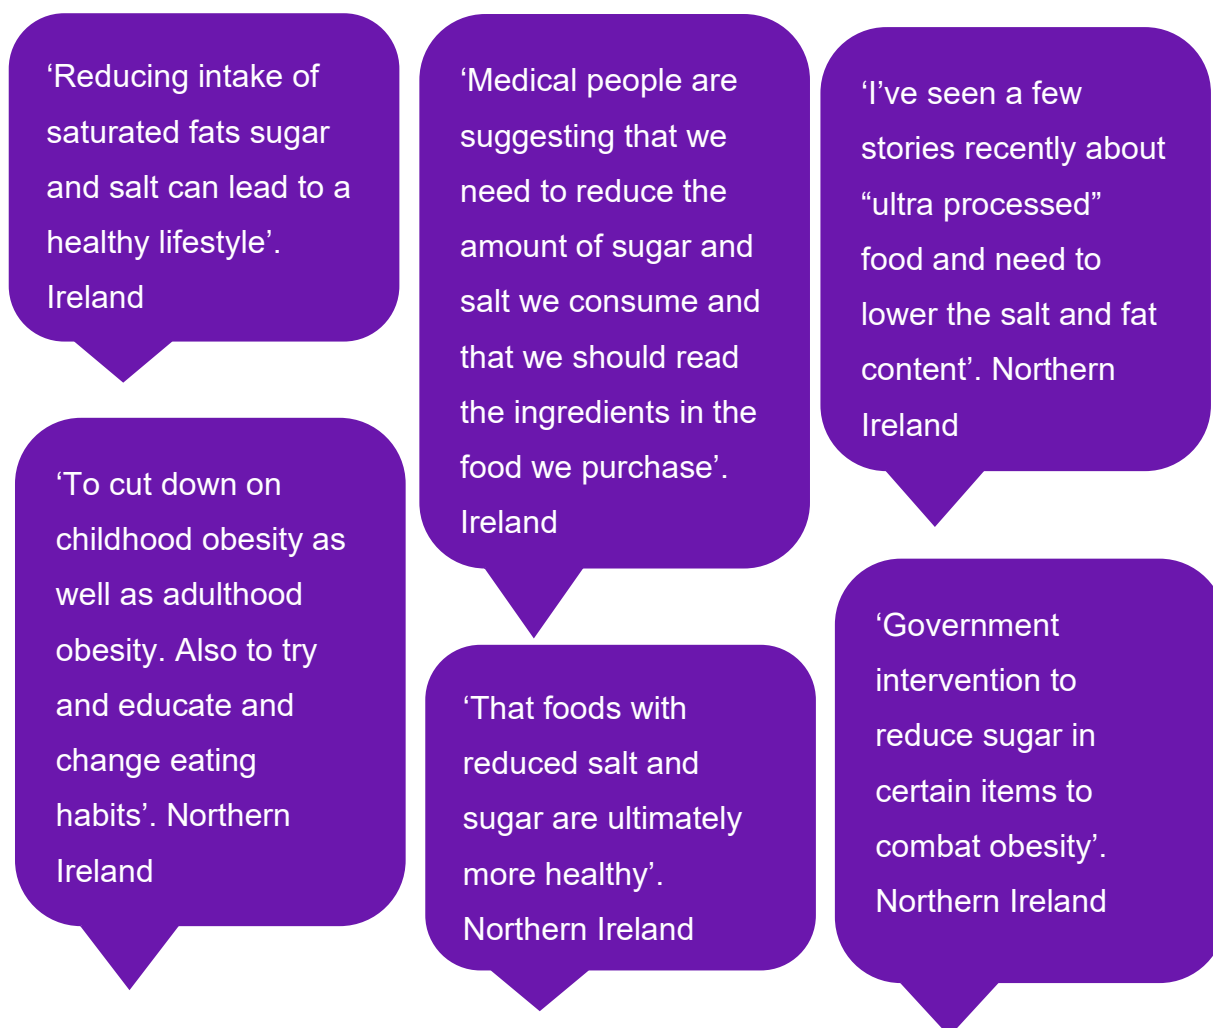 ‘Reducing intake of
saturated fats sugar
and salt can lead to a
healthy lifestyle’.
Ireland
‘Medical people are
suggesting that we
need to reduce the
amount of sugar and
salt we consume and
that we should read
the ingredients in the
food we purchase’.
Ireland
‘I’ve seen a few
stories recently about
“ultra processed”
food and need to
lower the salt and fat
content’. Northern
Ireland
‘To cut down on
childhood obesity as
well as adulthood
obesity. Also to try
and educate and
change eating
habits’. Northern
Ireland
‘That foods with
reduced salt and
sugar are ultimately
more healthy’.
Northern Ireland
‘Government
intervention to
reduce sugar in
certain items to
combat obesity’.
Northern Ireland